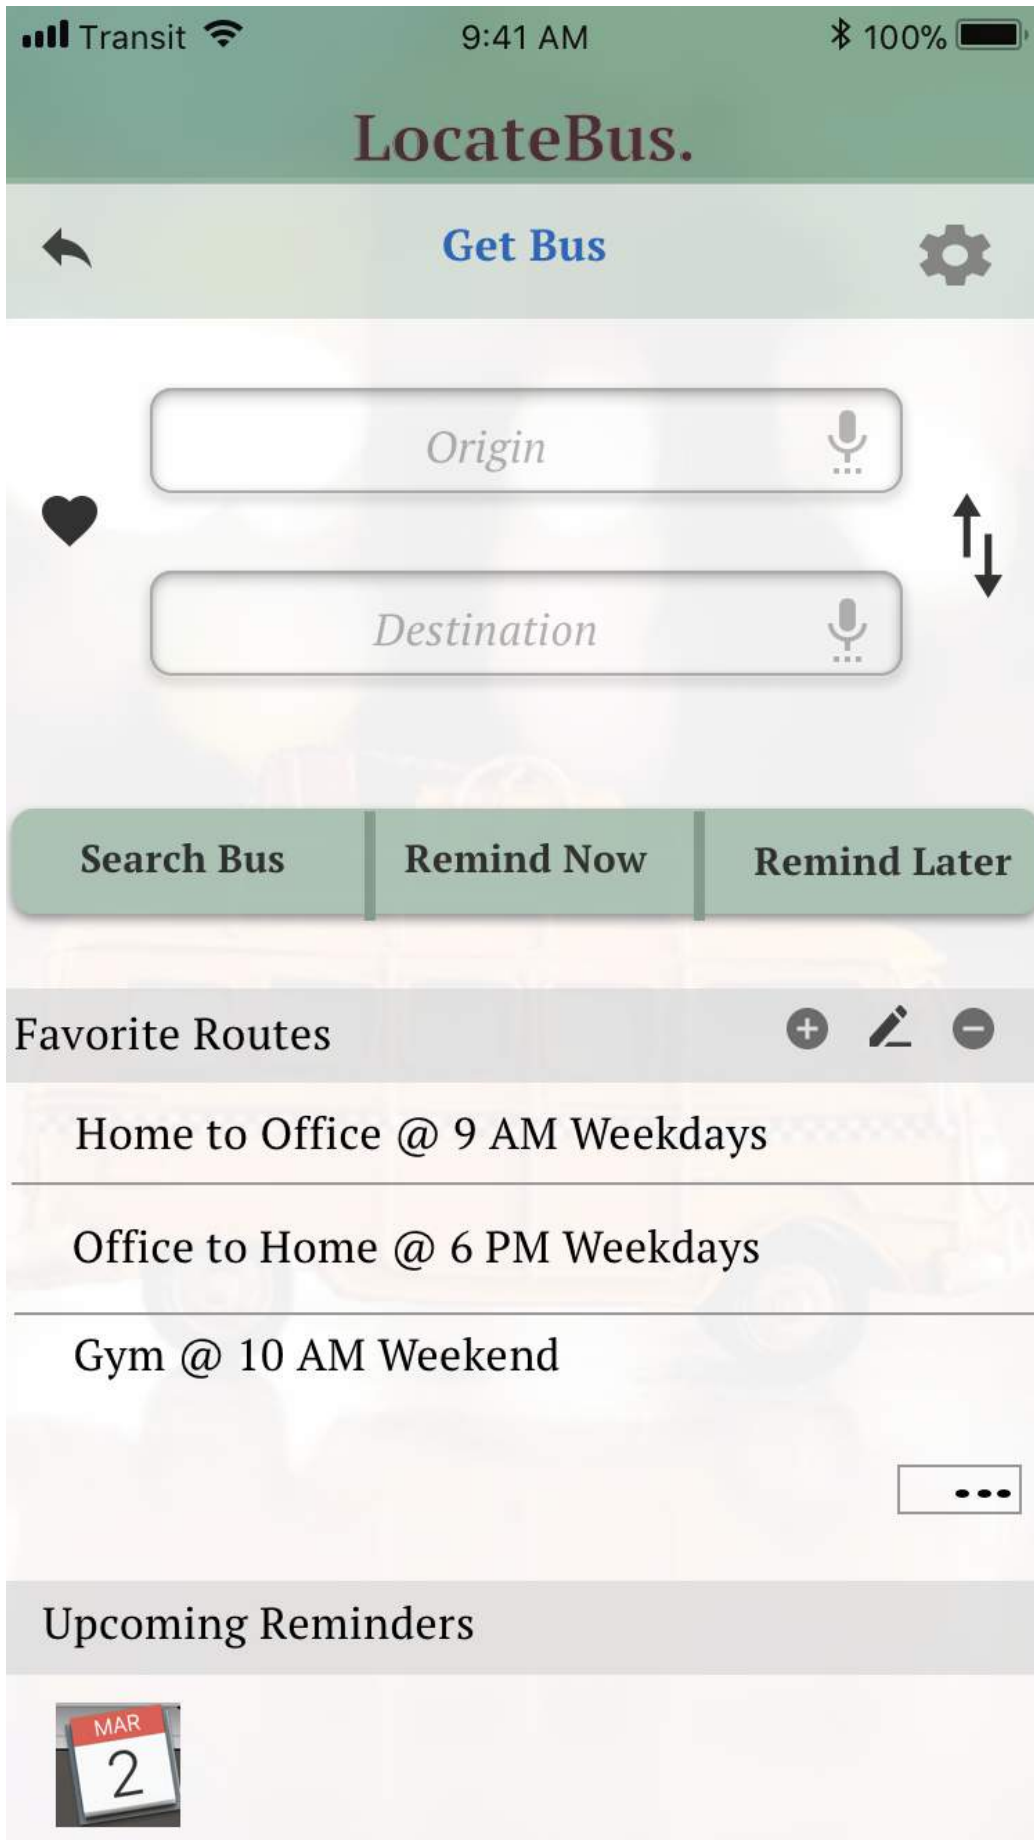 Transit 9:41 AM 100%
LocateBus.
Get Bus
Origin
Destination
Search Bus Remind Now Remind Later
Favorite Routes
Home to Office @ 9 AM Weekdays
Office to Home @ 6 PM Weekdays
Gym @ 10 AM Weekend
---
Upcoming Reminders
MAR
2